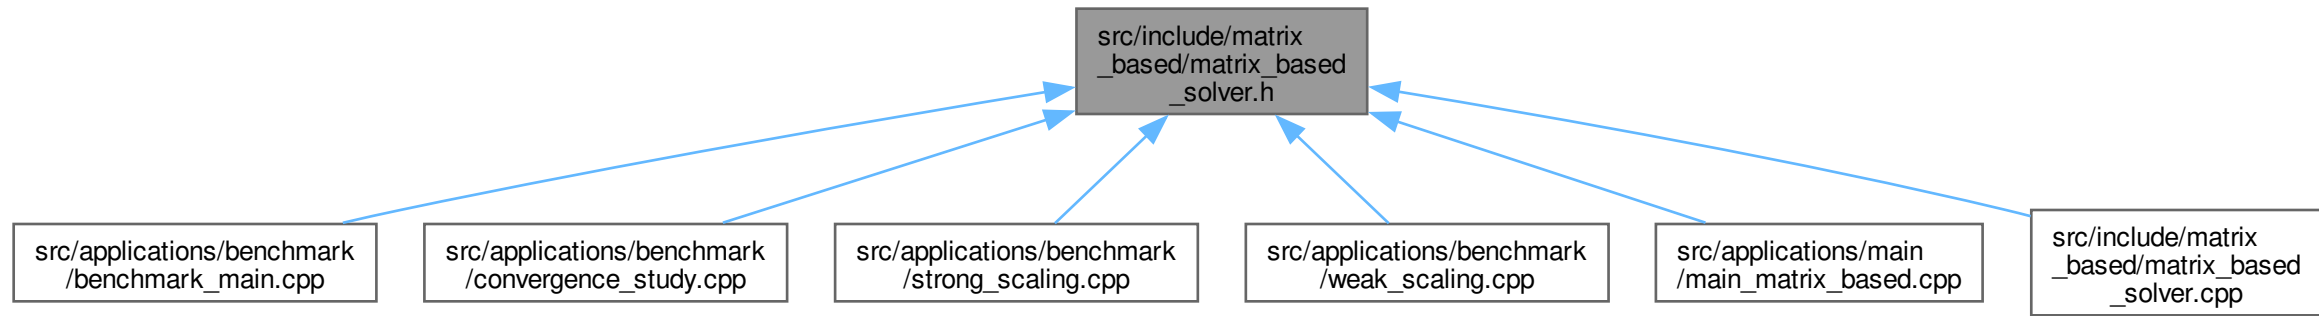 src/include/matrix
_based/matrix_based
_solver.h
src/applications/benchmark
/benchmark_main.cpp
src/applications/benchmark
/convergence_study.cpp
src/applications/benchmark
/strong_scaling.cpp
src/applications/benchmark
/weak_scaling.cpp
src/applications/main
/main_matrix_based.cpp
src/include/matrix
_based/matrix_based
_solver.cpp